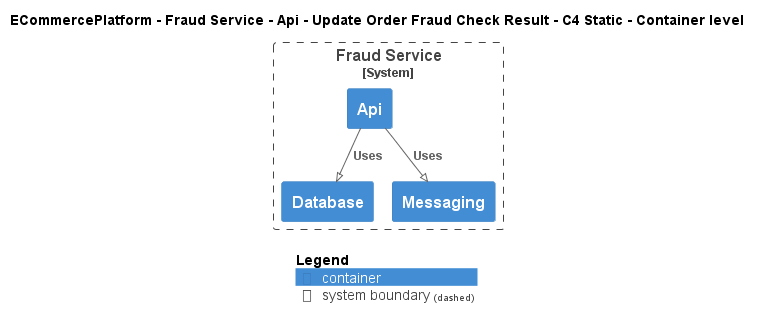 ECommercePlatform - Fraud Service - Api - Update Order Fraud Check Result - C4 Static - Container level
Fraud Service
[System]
Api
Uses
Uses
Database
Messaging
Legend
container
system boundary (dashed)